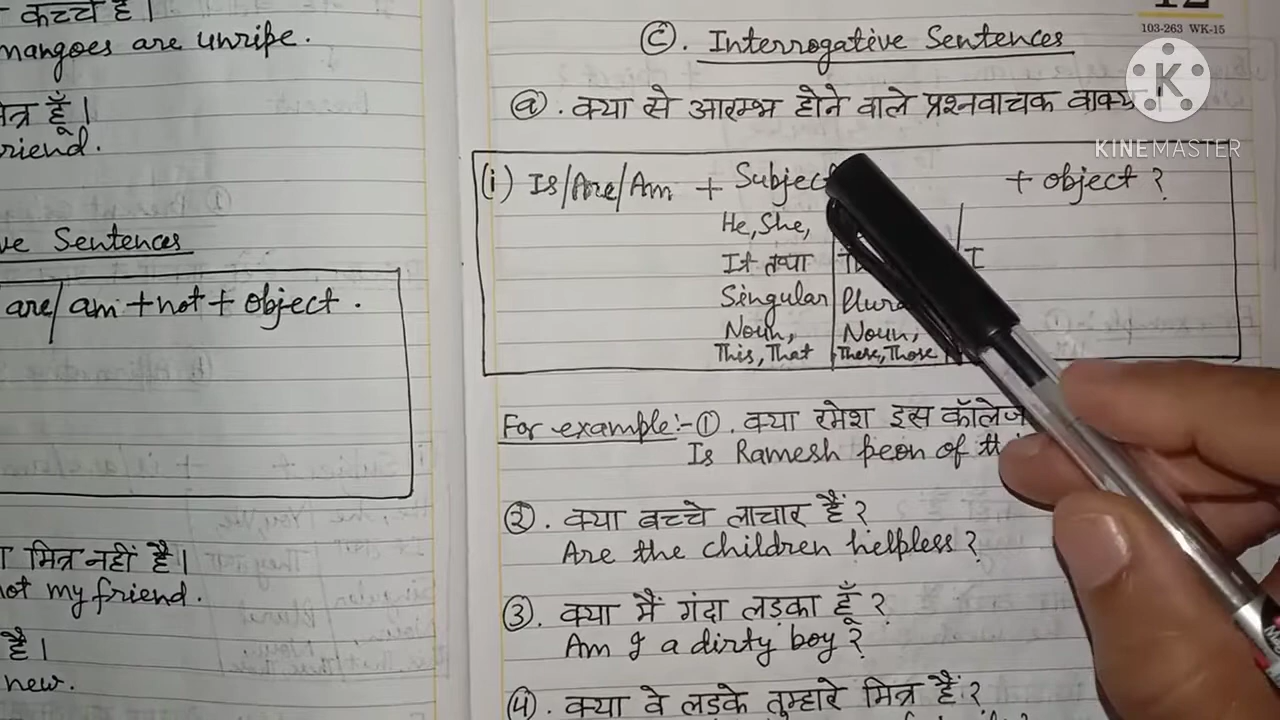 कच्चे हैं।
mangoes are unripe.
मित्र हूँ।
friend.
ve Sentences
are/ am + not + object.
मित्र नहीं है।
not my friend.
है।
new.
12
103-263 WK-15
K
KINEMASTER
©. Interrogative Sentences
ⓐ. क्या से आरम्भ होने वाले प्रश्नवाचक वाक्य।
(i) Is/Are/Am + Subject + object?
He, She,
It तथा I
Singular Plural
Noun, Noun,
This, That These, Those
For example:- ①. क्या रमेश इस कॉलेज
Is Ramesh peon of
②. क्या बच्चे लाचार हैं?
Are the children helpless?
③. क्या मैं गंदा लड़का हूँ?
Am I a dirty boy?
④. क्या वे लड़के तुम्हारे मित्र हैं?